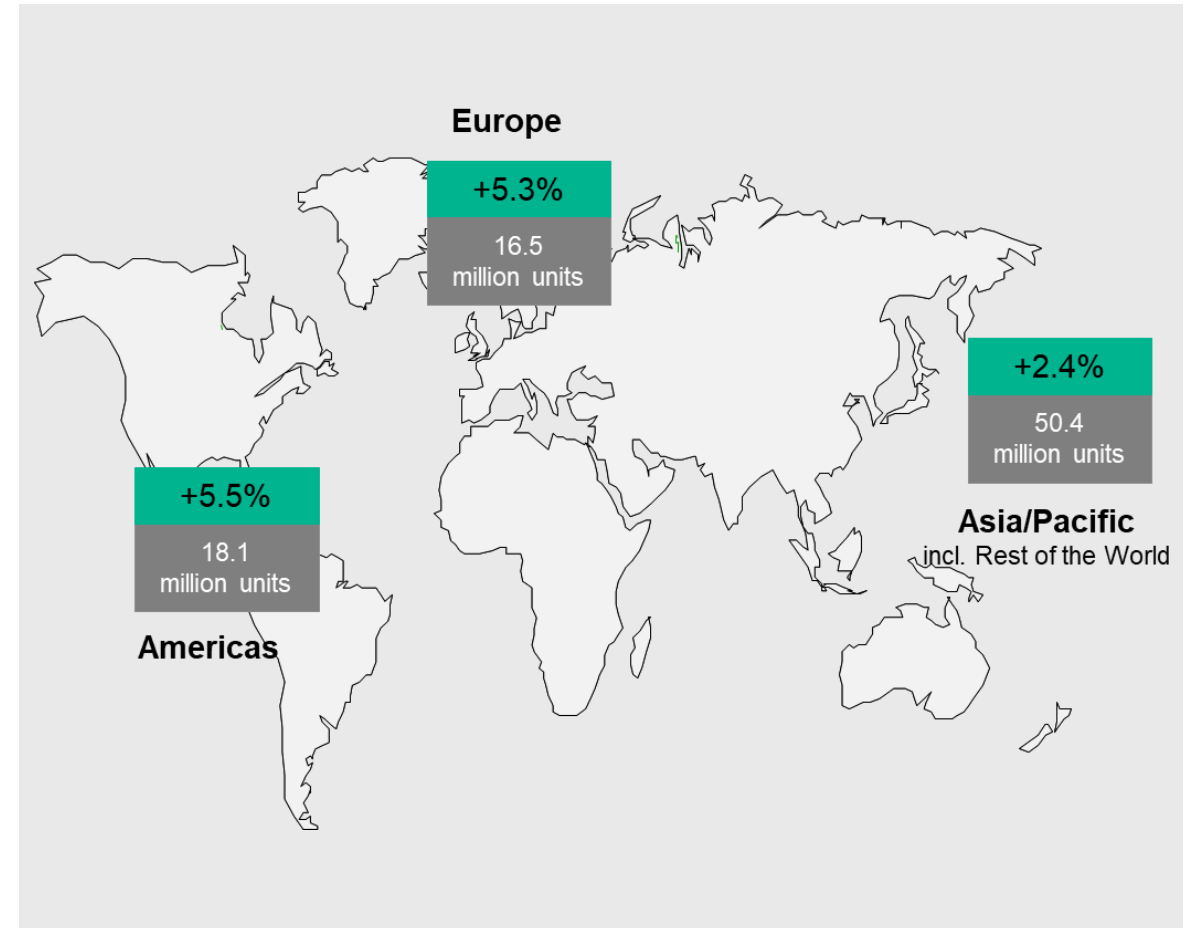 Europe
+5.3%
16.5
million units
+2.4%
50.4
million units
Asia/Pacific
incl. Rest of the World
+5.5%
18.1
million units
Americas